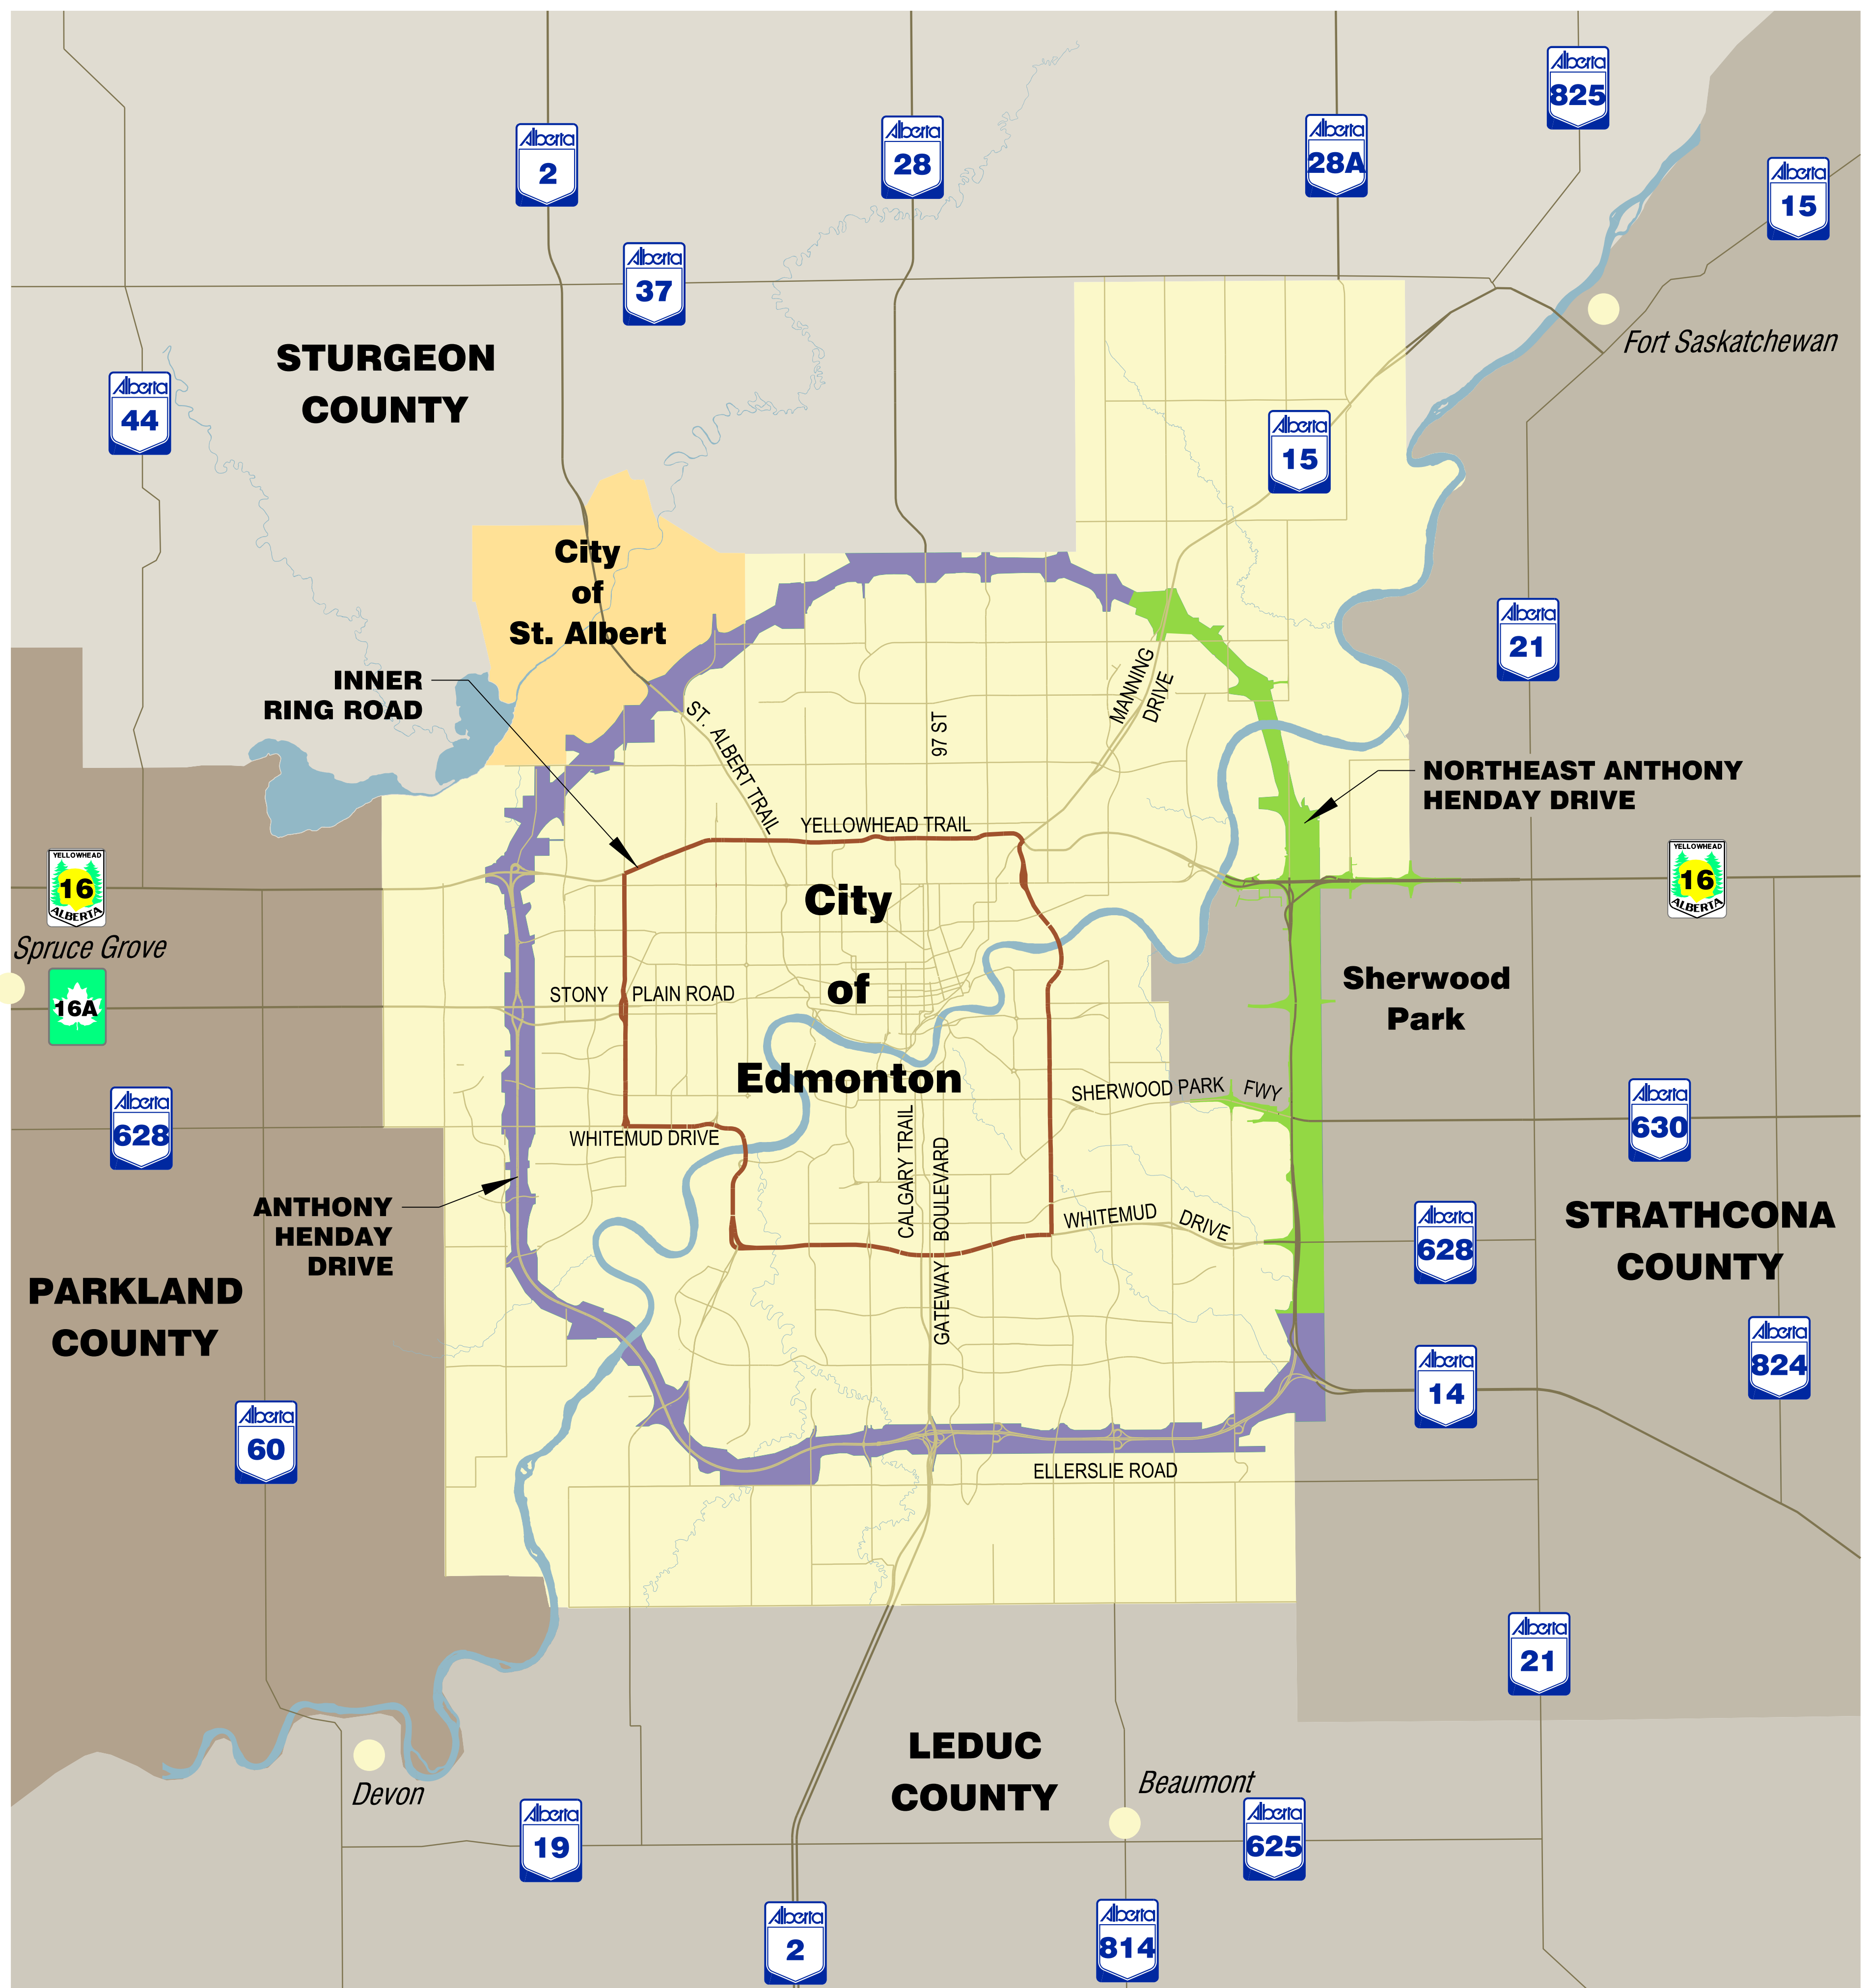 Alberta
825
Alberta
2
Alberta
28
Alberta
28A
Alberta
15
Alberta
37
Fort Saskatchewan
STURGEON
COUNTY
Alberta
44
Alberta
15
City
of
St. Albert
Alberta
21
INNER
RING ROAD
ST. ALBERT TRAIL
97 ST
MANNING
DRIVE
NORTHEAST ANTHONY
HENDAY DRIVE
YELLOWHEAD TRAIL
YELLOWHEAD
16
ALBERTA
YELLOWHEAD
16
ALBERTA
Spruce Grove
16A
City
of
Edmonton
STONY PLAIN ROAD
Sherwood
Park
SHERWOOD PARK FWY
Alberta
628
Alberta
630
WHITEMUD DRIVE
CALGARY TRAIL
GATEWAY BOULEVARD
ANTHONY
HENDAY
DRIVE
WHITEMUD DRIVE
Alberta
628
STRATHCONA
COUNTY
PARKLAND
COUNTY
Alberta
824
Alberta
14
Alberta
60
ELLERSLIE ROAD
Alberta
21
LEDUC
COUNTY
Devon
Beaumont
Alberta
19
Alberta
625
Alberta
2
Alberta
814